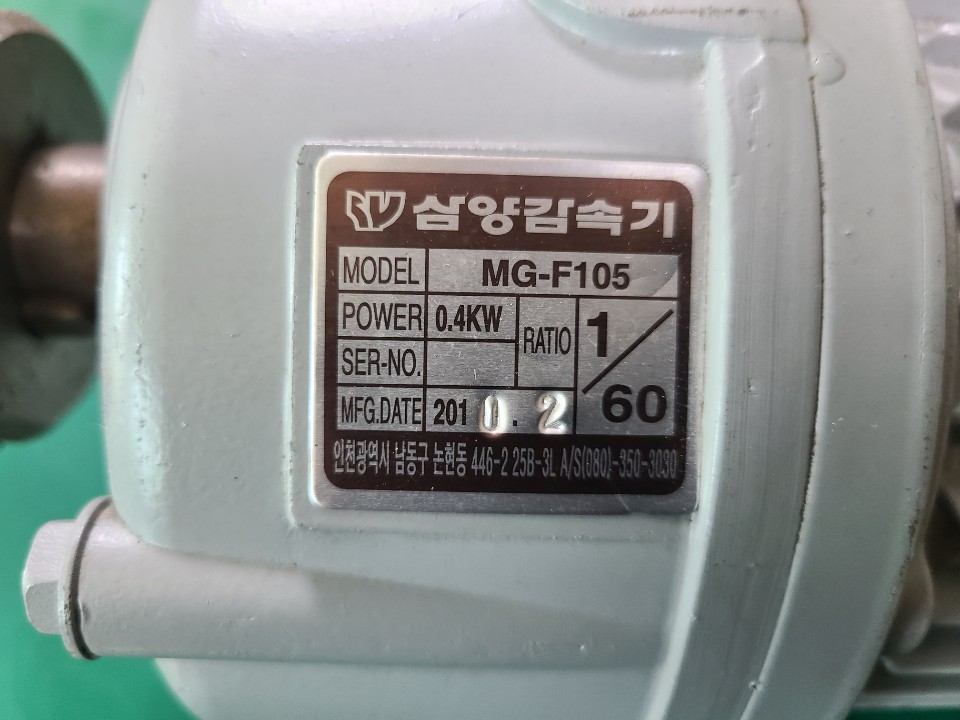 삼양감속기
MODEL MG-F105
POWER 0.4KW RATIO 1/60
SER-NO.
MFG.DATE 2010.2
인천광역시 남동구 논현동 446-2 25B-3L A/S(080)-350-3030